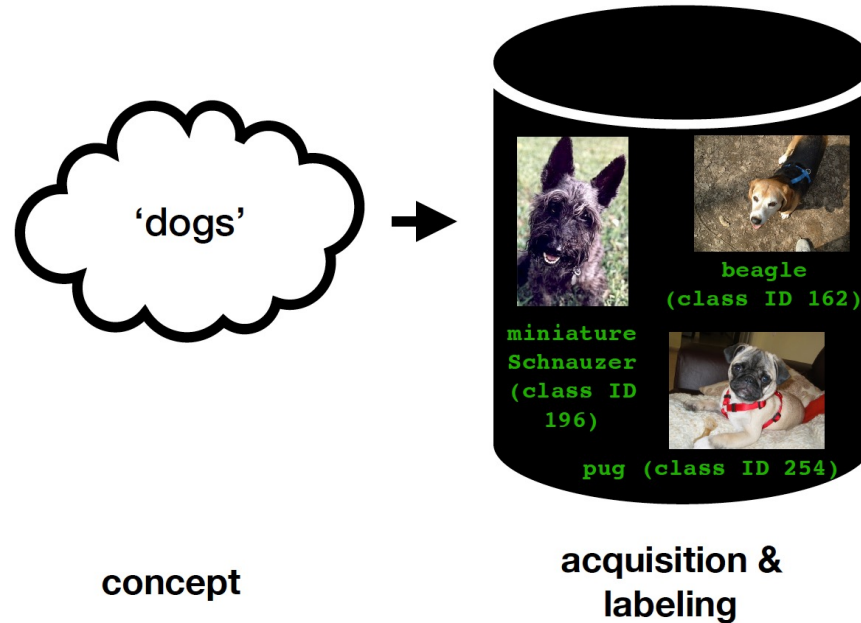 ‘dogs’
beagle
(class ID 162)
miniature
Schnauzer
(class ID
196)
pug (class ID 254)
concept
acquisition &
labeling